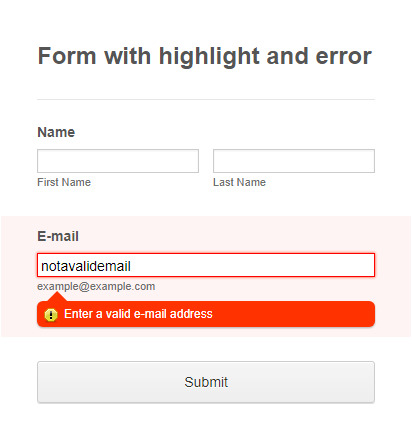 Form with highlight and error
Name
First Name
Last Name
E-mail
notavalidemail
example@example.com
Enter a valid e-mail address
Submit